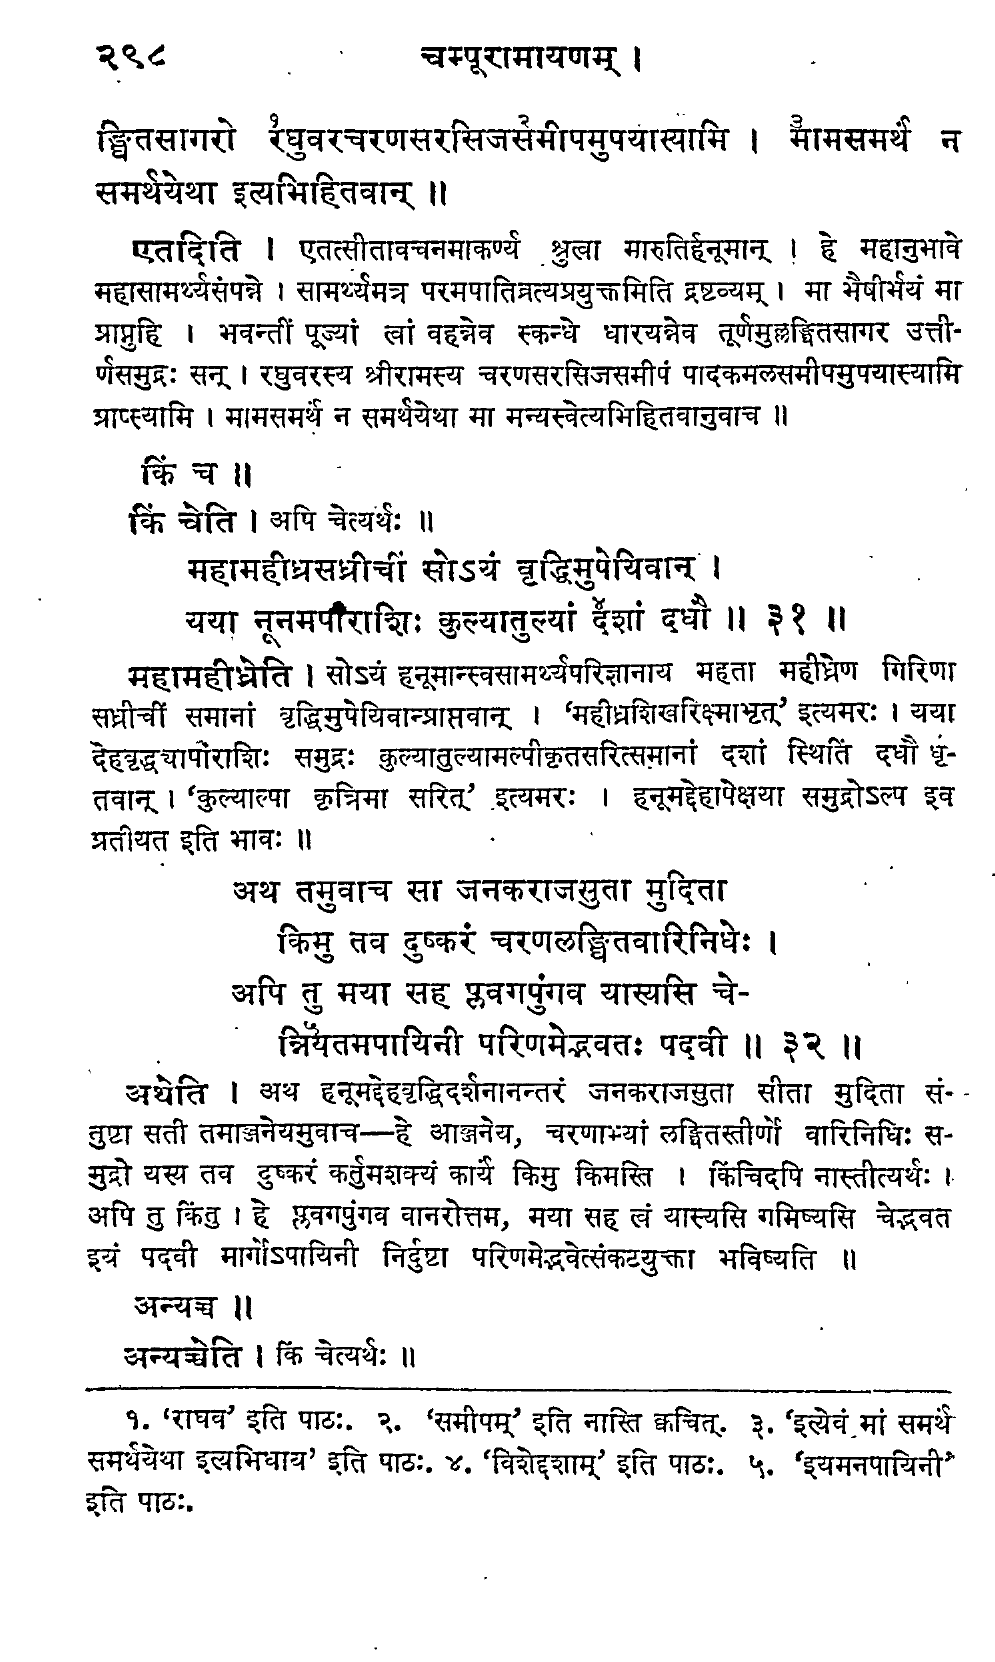 २९८ चम्पूरामायणम् ।
ङ्घितसागरो १रघुवरचरणसरसिजस२मीपमुपयास्यामि । ३मामसमर्थं न
समर्थयेथा इत्यभिहितवान् ॥
एतदिति । एतत्सीतावचनमाकर्ण्य श्रुत्वा मारुतिर्हनूमान् । हे महानुभावे
महासामर्थ्यसंपन्ने । सामर्थ्यमत्र परमपातिव्रत्यप्रयुक्तमिति द्रष्टव्यम् । मा भैषीर्भयं मा
प्राप्नुहि । भवन्तीं पूज्यां त्वां वहन्नेव स्कन्धे धारयन्नेव तूर्णमुल्लङ्घितसागर उत्ती-
र्णसमुद्रः सन् । रघुवरस्य श्रीरामस्य चरणसरसिजसमीपं पादकमलसमीपमुपयास्यामि
प्राप्स्यामि । मामसमर्थं न समर्थयेथा मा मन्यस्वेत्यभिहितवानुवाच ॥
किं च ॥
किं चेति । अपि चेत्यर्थः ॥
महामहीध्रसध्रीचीं सोऽयं वृद्धिमुपेयिवान् ।
यया नूनमपांराशिः कुल्यातुल्यां ४दशां दधौ ॥ ३१ ॥
महामहीध्रेति । सोऽयं हनूमान्स्वसामर्थ्यपरिज्ञानाय महता महीध्रेण गिरिणा
सध्रीचीं समानां वृद्धिमुपेयिवान्प्राप्तवान् । ‘महीध्रशिखरिक्ष्माभृत्’ इत्यमरः । यया
देहवृद्ध्यापांराशिः समुद्रः कुल्यातुल्यामल्पीकृतसरित्समानां दशां स्थितिं दधौ धृ-
तवान् । ‘कुल्याल्पा कृत्रिमा सरित्’ इत्यमरः । हनूमद्देहापेक्षया समुद्रोऽल्प इव
प्रतीयत इति भावः ॥
अथ तमुवाच सा जनकराजसुता मुदिता
किमु तव दुष्करं चरणलङ्घितवारिनिधेः ।
अपि तु मया सह प्लवगपुंगव यास्यसि चे-
न्नि५यतमपायिनी परिणमेद्भवतः पदवी ॥ ३२ ॥
अथेति । अथ हनूमद्देहवृद्धिदर्शनानन्तरं जनकराजसुता सीता मुदिता सं-
तुष्टा सती तमाञ्जनेयमुवाच—हे आञ्जनेय, चरणाभ्यां लङ्घितस्तीर्णो वारिनिधिः स-
मुद्रो यस्य तव दुष्करं कर्तुमशक्यं कार्यं किमु किमस्ति । किंचिदपि नास्तीत्यर्थः ।
अपि तु किंतु । हे प्लवगपुंगव वानरोत्तम, मया सह त्वं यास्यसि गमिष्यसि चेद्भवत
इयं पदवी मार्गोऽपायिनी निर्दुष्टा परिणमेद्भवेत्संकटयुक्ता भविष्यति ॥
अन्यच्च ॥
अन्यच्चेति । किं चेत्यर्थः ॥
१. ‘राघव’ इति पाठः. २. ‘समीपम्’ इति नास्ति क्वचित्. ३. ‘इत्येवं मां समर्थं
समर्थयेथा इत्यभिधाय’ इति पाठः. ४. ‘विशेद्दशाम्’ इति पाठः. ५. ‘इयमनपायिनी’
इति पाठः.